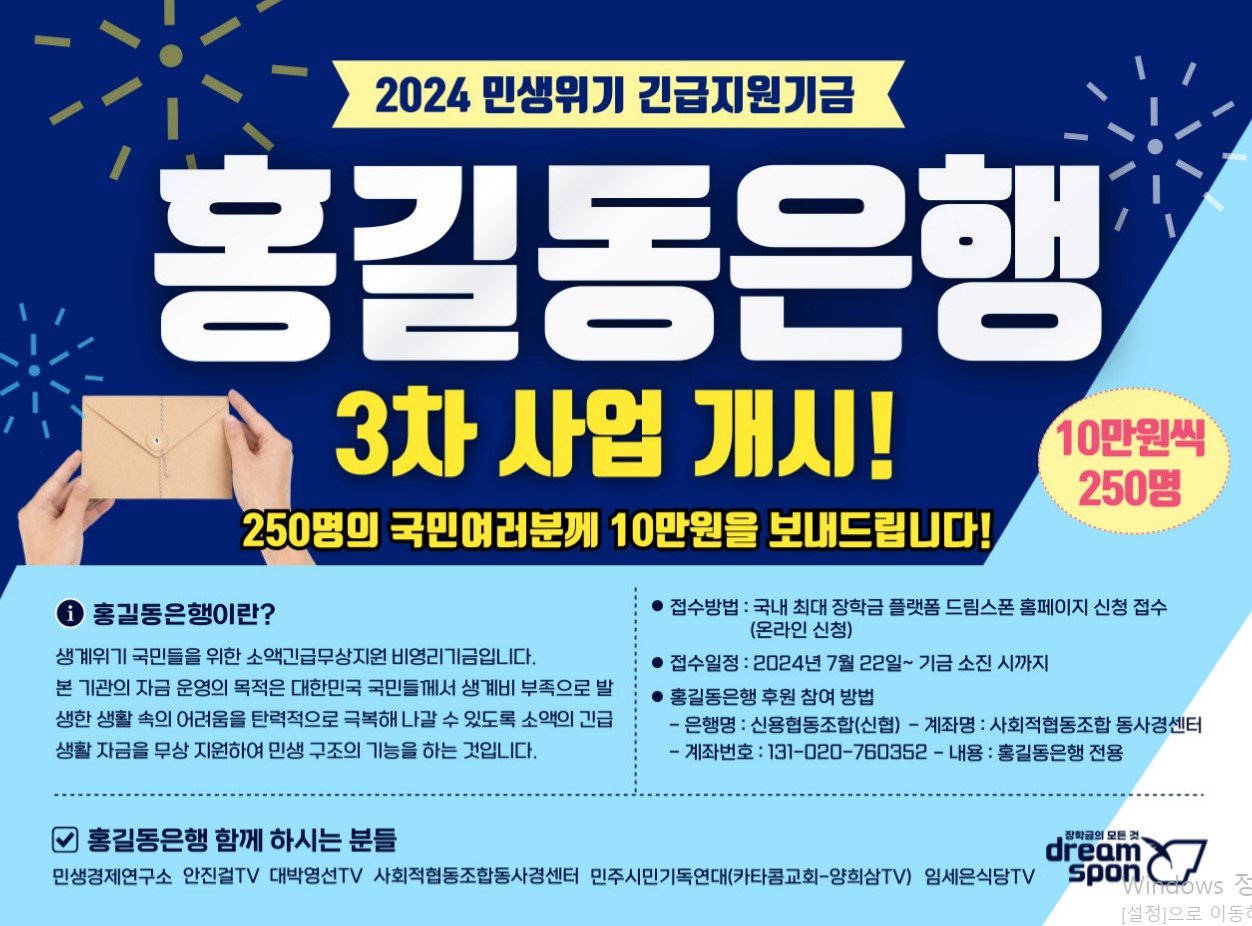 2024 민생위기 긴급지원기금
홍길동은행
3차 사업 개시!
10만원씩
250명
250명의 국민여러분께 10만원을 보내드립니다!
i 홍길동은행이란?
생계위기 국민들을 위한 소액긴급무상지원 비영리기금입니다.
본 기관의 자금 운영의 목적은 대한민국 국민들께서 생계비 부족으로 발
생한 생활 속의 어려움을 탄력적으로 극복해 나갈 수 있도록 소액의 긴급
생활 자금을 무상 지원하여 민생 구조의 기능을 하는 것입니다.
● 접수방법 : 국내 최대 장학금 플랫폼 드림스폰 홈페이지 신청 접수
(온라인 신청)
● 접수일정 : 2024년 7월 22일~ 기금 소진 시까지
● 홍길동은행 후원 참여 방법
- 은행명 : 신용협동조합(신협) - 계좌명 : 사회적협동조합 동사경센터
- 계좌번호 : 131-020-760352 - 내용 : 홍길동은행 전용
홍길동은행 함께 하시는 분들
민생경제연구소 안진걸TV 대박영선TV 사회적협동조합동사경센터 민주시민기독연대(카타콤교회-양희삼TV) 임세은식당TV
장학금의 모든 것
dream
spon
Windows 정
[설정]으로 이동